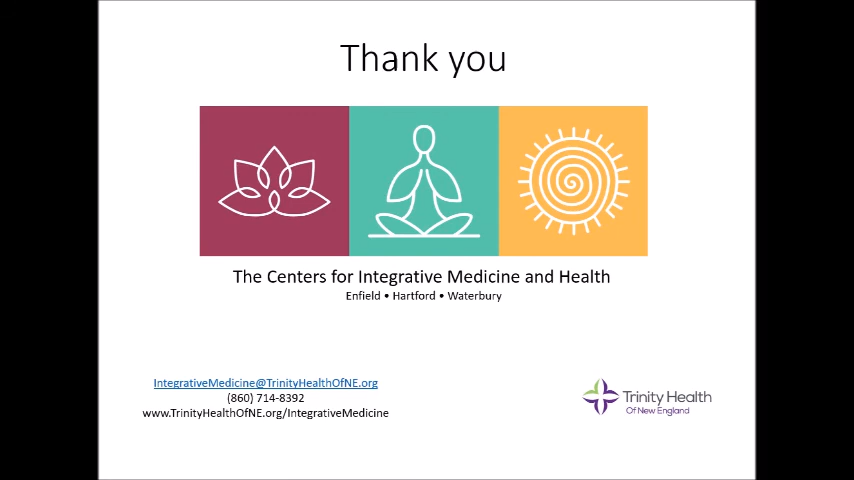 Thank you
The Centers for Integrative Medicine and Health
Enfield • Hartford • Waterbury
IntegrativeMedicine@TrinityHealthOfNE.org
(860) 714-8392
www.TrinityHealthOfNE.org/IntegrativeMedicine
Trinity Health
Of New England